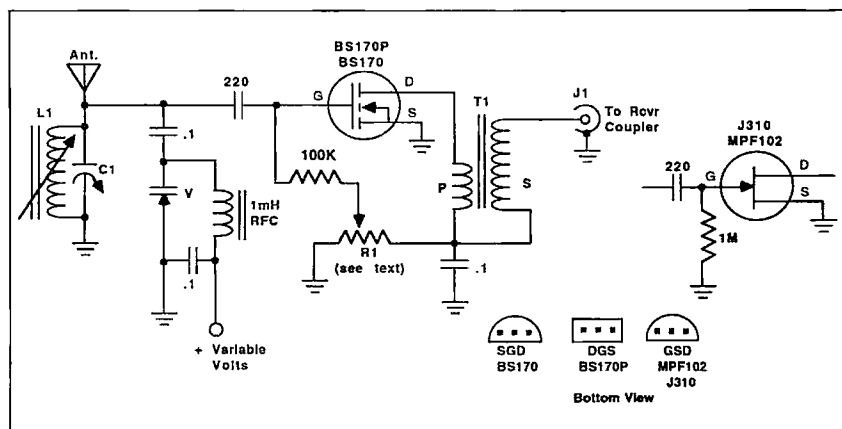 Ant.
L1
C1
.1
V
1mH
RFC
.1
+ Variable
Volts
220
BS170P
BS170
G
D
S
100K
R1
(see text)
T1
P
S
.1
J1
To Rcvr
Coupler
J310
MPF102
220
G
D
S
1M
SGD
BS170
DGS
BS170P
GSD
MPF102
J310
Bottom View